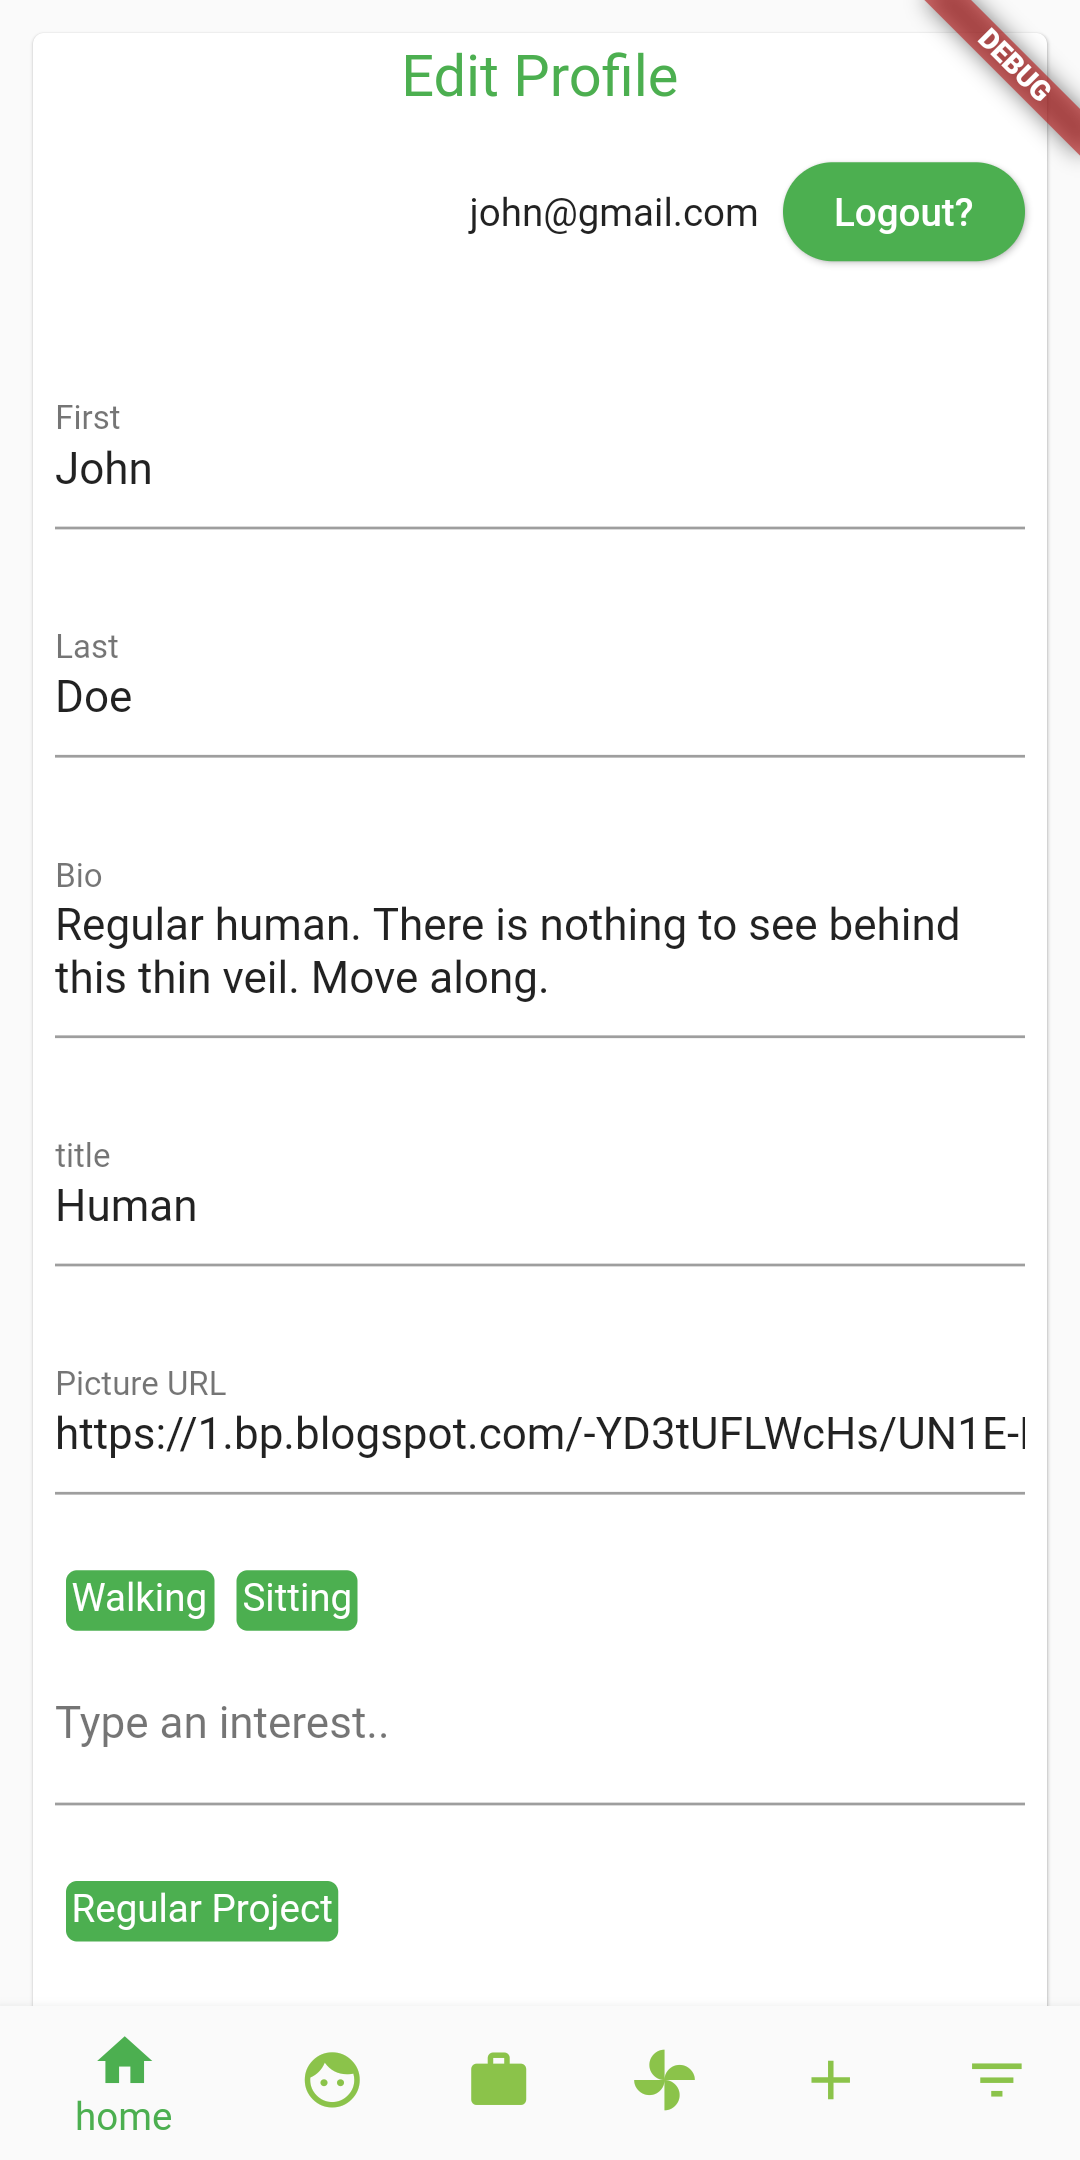 DEBUG
Edit Profile
john@gmail.com Logout?
First
John
Last
Doe
Bio
Regular human. There is nothing to see behind
this thin veil. Move along.
title
Human
Picture URL
https://1.bp.blogspot.com/-YD3tUFLWcHs/UN1E-
Walking Sitting
Type an interest..
Regular Project
home